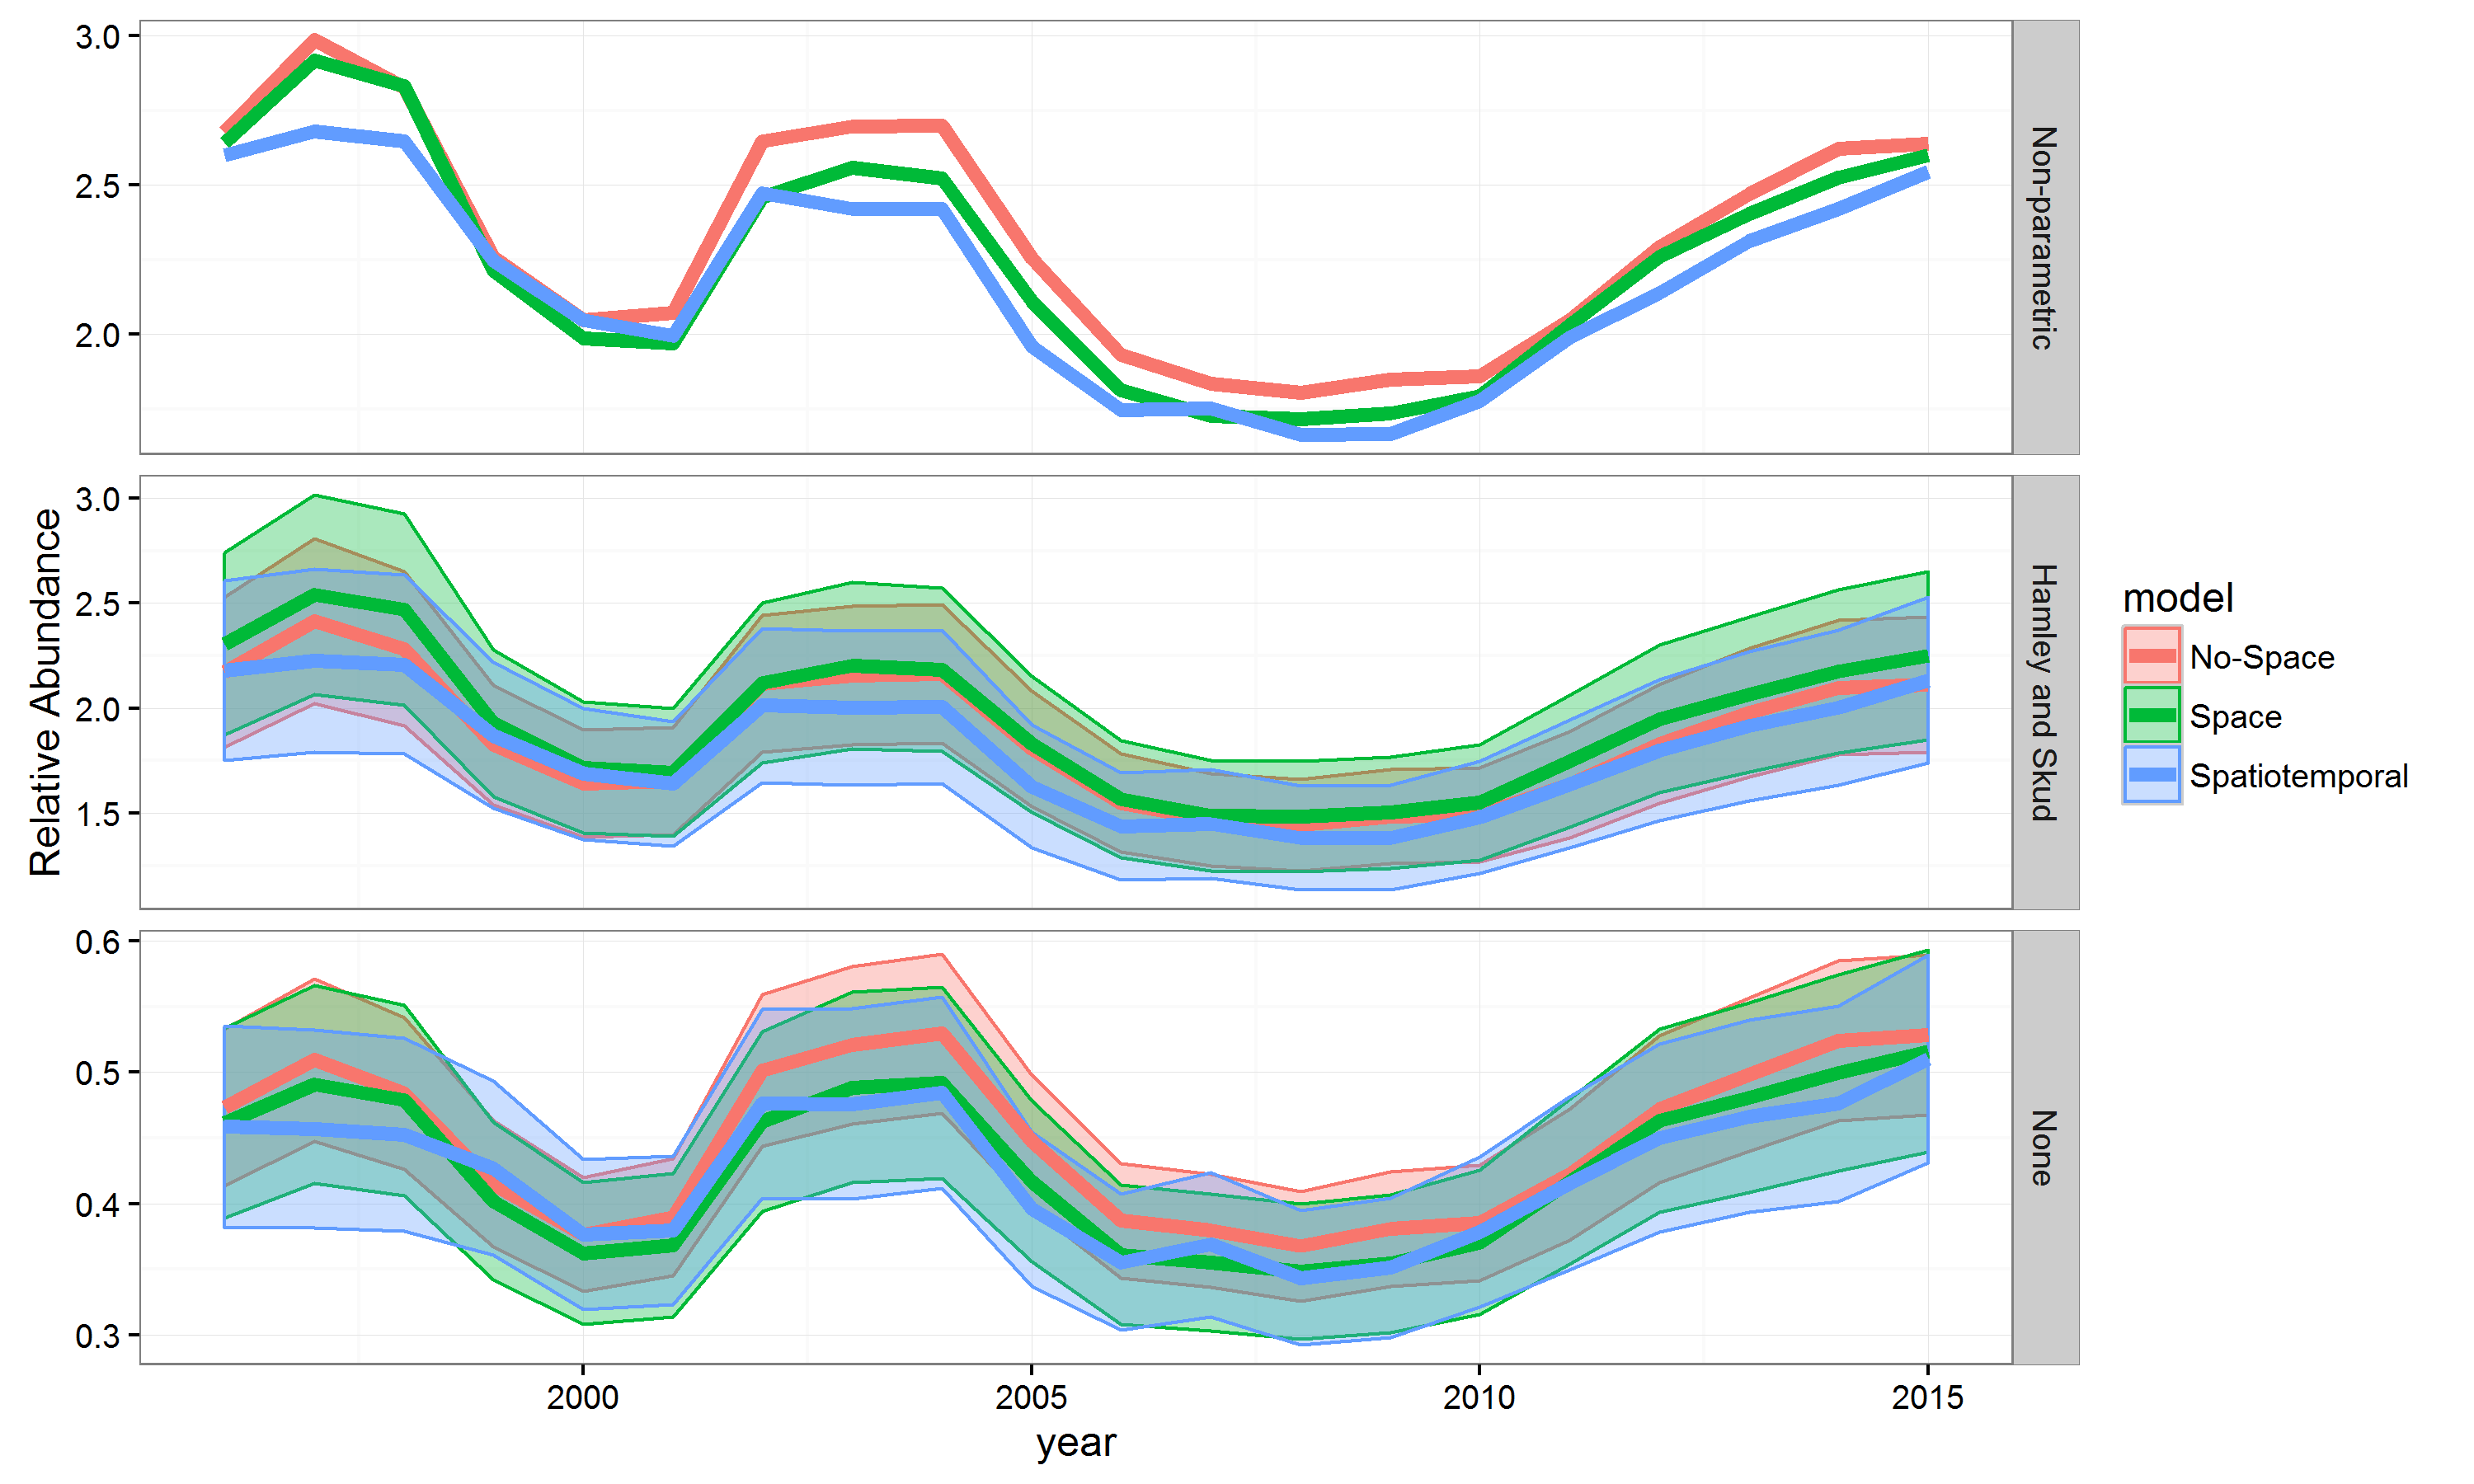 3.0
2.5
2.0
Non-parametric
3.0
2.5
2.0
1.5
Hamley and Skud
0.6
0.5
0.4
0.3
None
Relative Abundance
2000
2005
2010
2015
year
model
No-Space
Space
Spatiotemporal